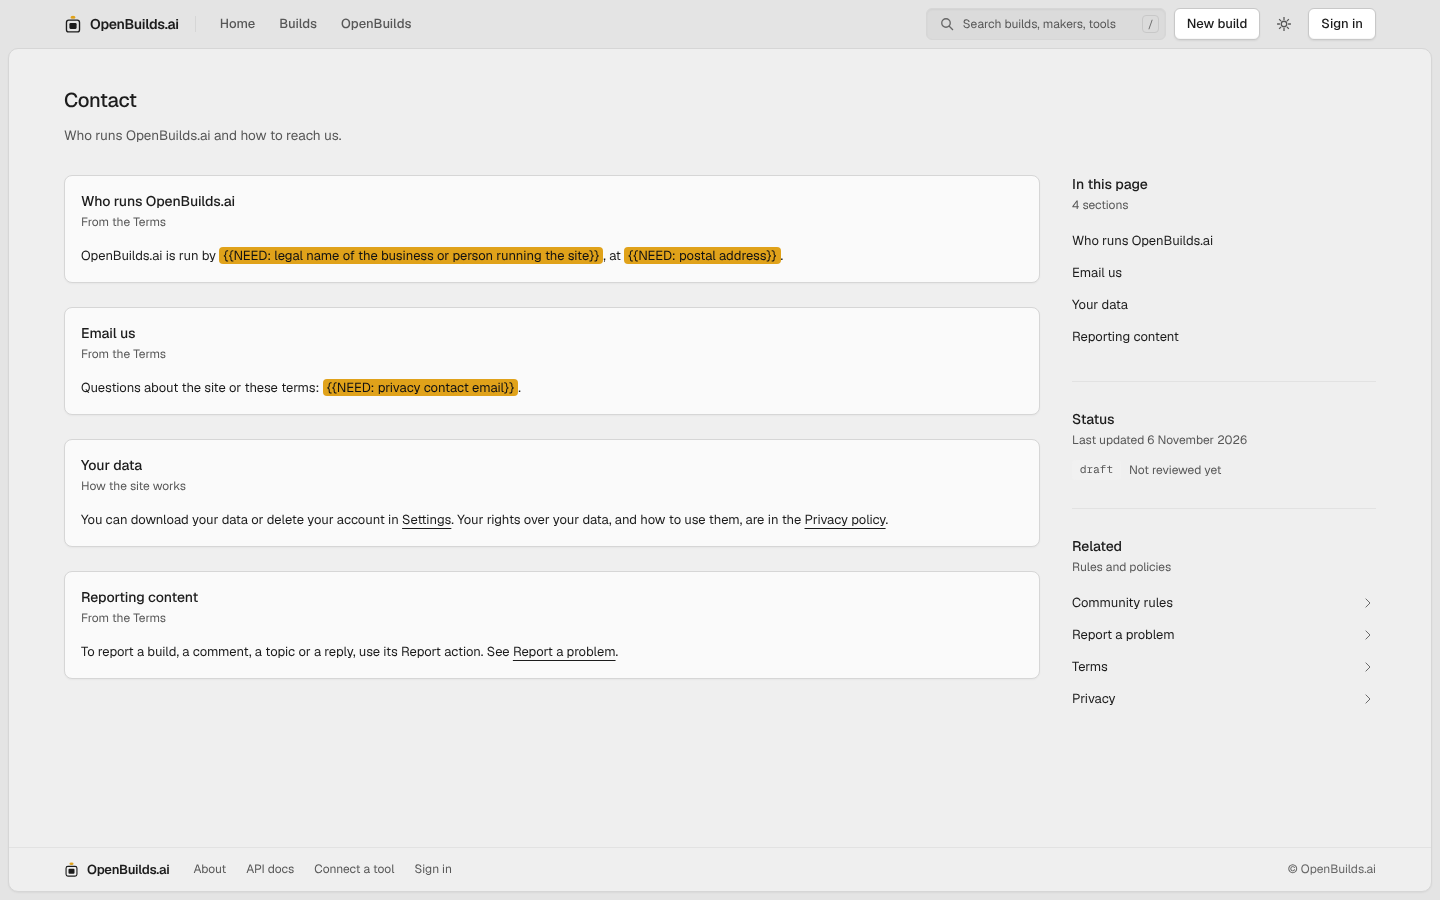 OpenBuilds.ai
Home
Builds
OpenBuilds
Search builds, makers, tools
/
New build
Sign in
Contact
Who runs OpenBuilds.ai and how to reach us.
Who runs OpenBuilds.ai
From the Terms
OpenBuilds.ai is run by {{NEED: legal name of the business or person running the site}}, at {{NEED: postal address}}.
Email us
From the Terms
Questions about the site or these terms: {{NEED: privacy contact email}}.
Your data
How the site works
You can download your data or delete your account in Settings. Your rights over your data, and how to use them, are in the Privacy policy.
Reporting content
From the Terms
To report a build, a comment, a topic or a reply, use its Report action. See Report a problem.
In this page
4 sections
Who runs OpenBuilds.ai
Email us
Your data
Reporting content
Status
Last updated 6 November 2026
draft Not reviewed yet
Related
Rules and policies
Community rules
Report a problem
Terms
Privacy
OpenBuilds.ai
About
API docs
Connect a tool
Sign in
© OpenBuilds.ai